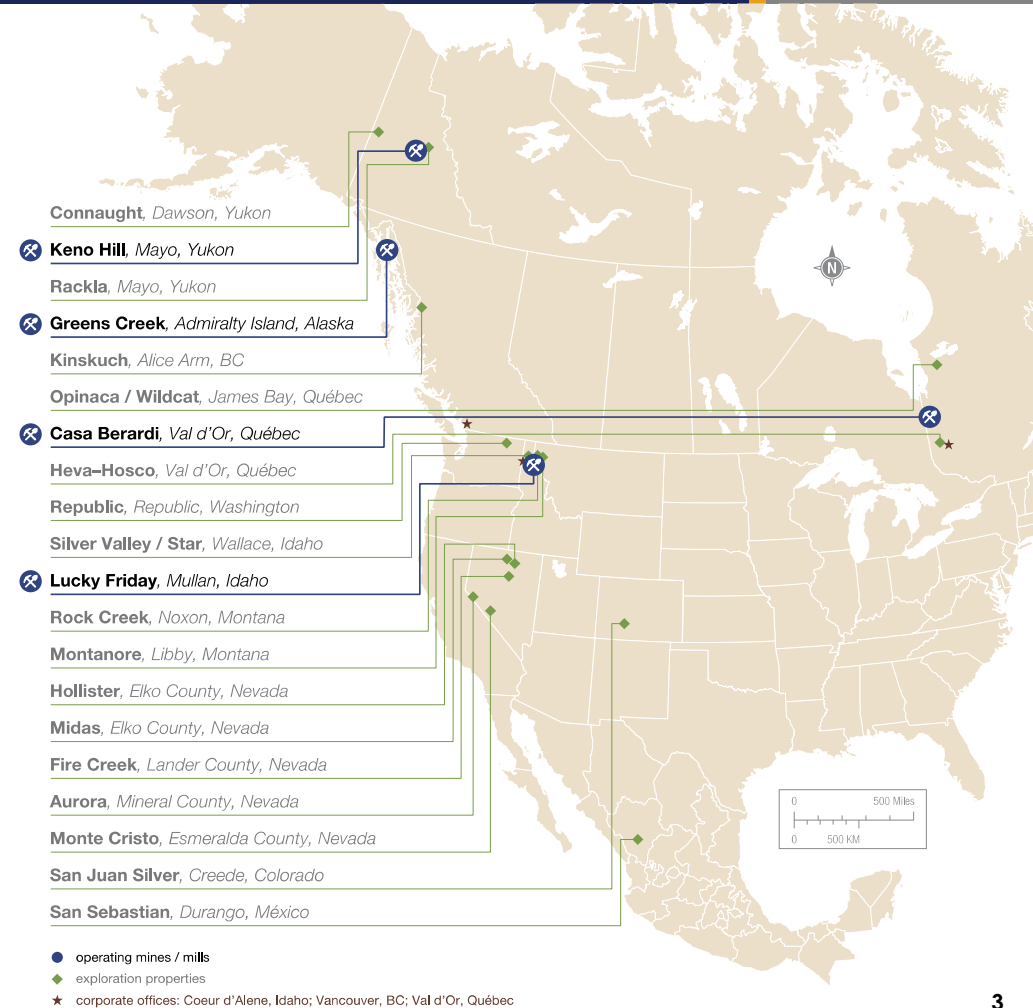 Connaught, Dawson, Yukon
Keno Hill, Mayo, Yukon
Rackla, Mayo, Yukon
Greens Creek, Admiralty Island, Alaska
Kinskuch, Alice Arm, BC
Opinaca / Wildcat, James Bay, Québec
Casa Berardi, Val d'Or, Québec
Heva–Hosco, Val d'Or, Québec
Republic, Republic, Washington
Silver Valley / Star, Wallace, Idaho
Lucky Friday, Mullan, Idaho
Rock Creek, Noxon, Montana
Montanore, Libby, Montana
Hollister, Elko County, Nevada
Midas, Elko County, Nevada
Fire Creek, Lander County, Nevada
Aurora, Mineral County, Nevada
Monte Cristo, Esmeralda County, Nevada
San Juan Silver, Creede, Colorado
San Sebastian, Durango, México
N
0 500 Miles
0 500 KM
operating mines / mills
exploration properties
corporate offices: Coeur d'Alene, Idaho; Vancouver, BC; Val d'Or, Québec
3